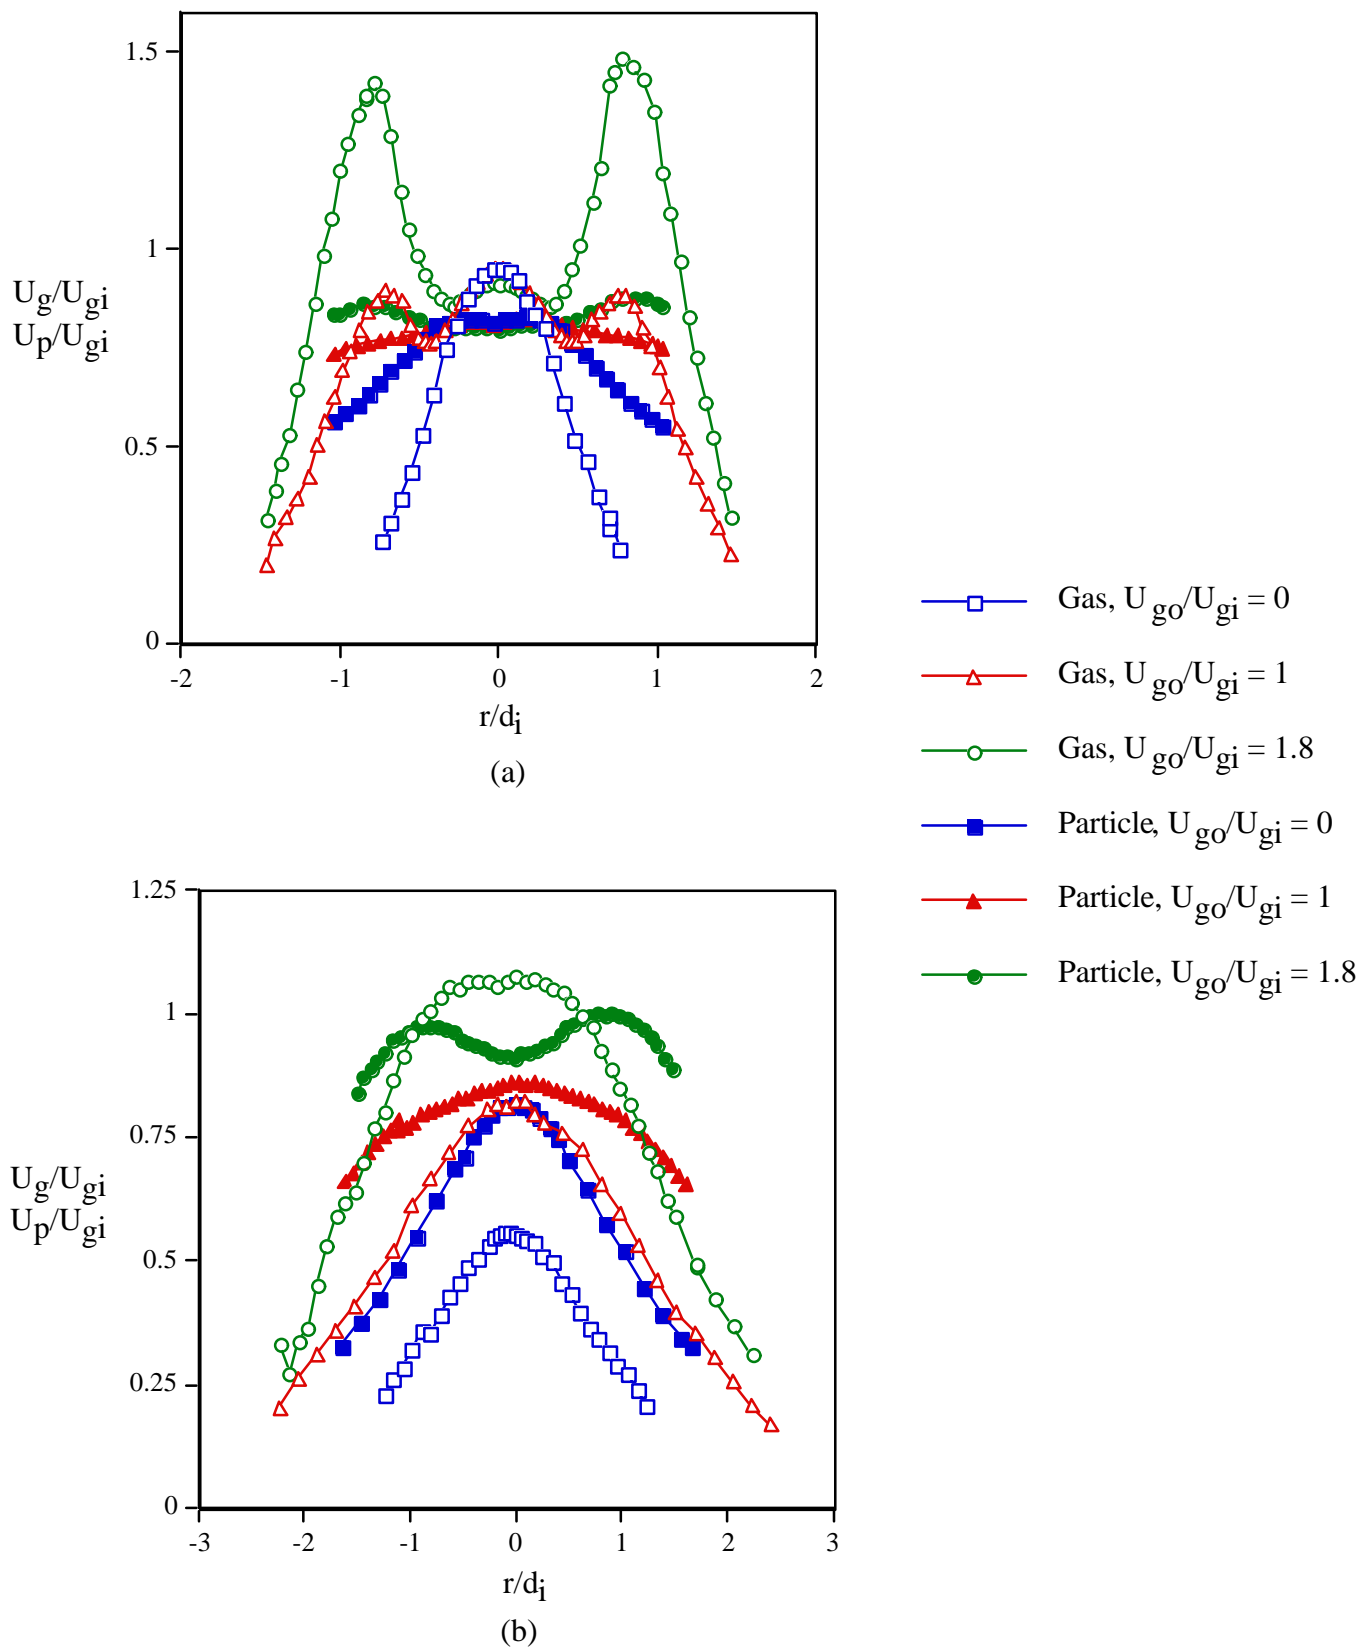 1.5
1
0.5
0
Ug/Ugi
Up/Ugi
-2
-1
0
1
2
r/di
(a)
Gas, Ugo/Ugi = 0
Gas, Ugo/Ugi = 1
Gas, Ugo/Ugi = 1.8
Particle, Ugo/Ugi = 0
Particle, Ugo/Ugi = 1
Particle, Ugo/Ugi = 1.8
1.25
1
0.75
0.5
0.25
0
Ug/Ugi
Up/Ugi
-3
-2
-1
0
1
2
3
r/di
(b)